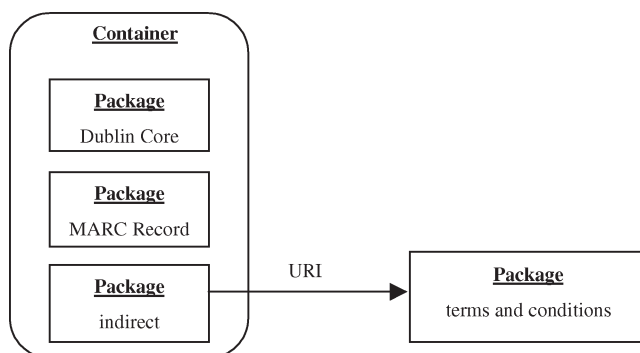 Container
Package
Dublin Core
Package
MARC Record
Package
indirect
URI
Package
terms and conditions